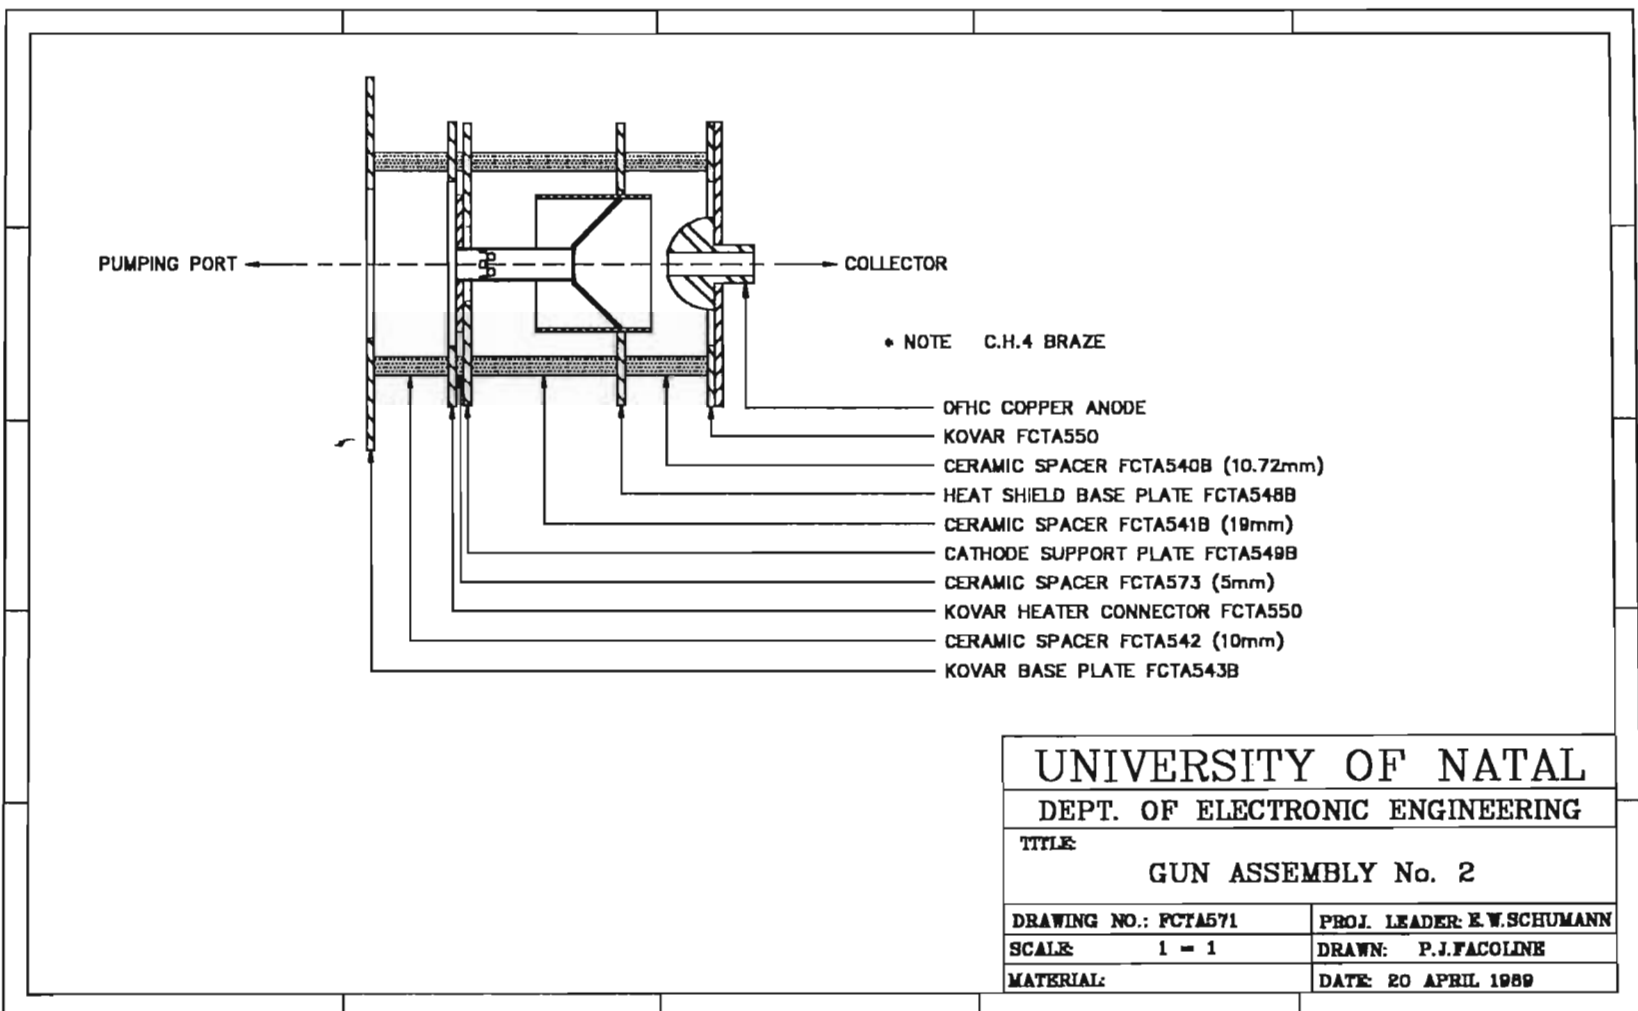 PUMPING PORT
COLLECTOR
• NOTE C.H.4 BRAZE
OFHC COPPER ANODE
KOVAR FCTA550
CERAMIC SPACER FCTA540B (10.72mm)
HEAT SHIELD BASE PLATE FCTA548B
CERAMIC SPACER FCTA541B (19mm)
CATHODE SUPPORT PLATE FCTA549B
CERAMIC SPACER FCTA573 (5mm)
KOVAR HEATER CONNECTOR FCTA550
CERAMIC SPACER FCTA542 (10mm)
KOVAR BASE PLATE FCTA543B
UNIVERSITY OF NATAL
DEPT. OF ELECTRONIC ENGINEERING
TITLE:
GUN ASSEMBLY No. 2
DRAWING NO.: FCTA571
PROJ. LEADER: E.W.SCHUMANN
SCALE: 1 = 1
DRAWN: P.J.FACOLINE
MATERIAL:
DATE: 20 APRIL 1989